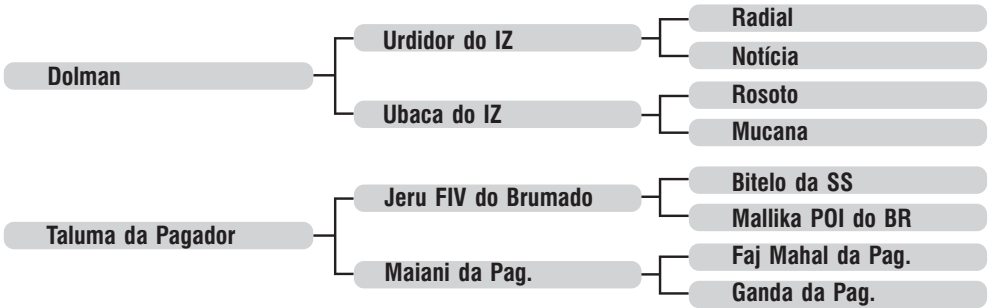 Radial
Urdidor do IZ
Notícia
Dolman
Rosoto
Ubaca do IZ
Mucana
Bitelo da SS
Jeru FIV do Brumado
Mallika POI do BR
Taluma da Pagador
Faj Mahal da Pag.
Maiani da Pag.
Ganda da Pag.